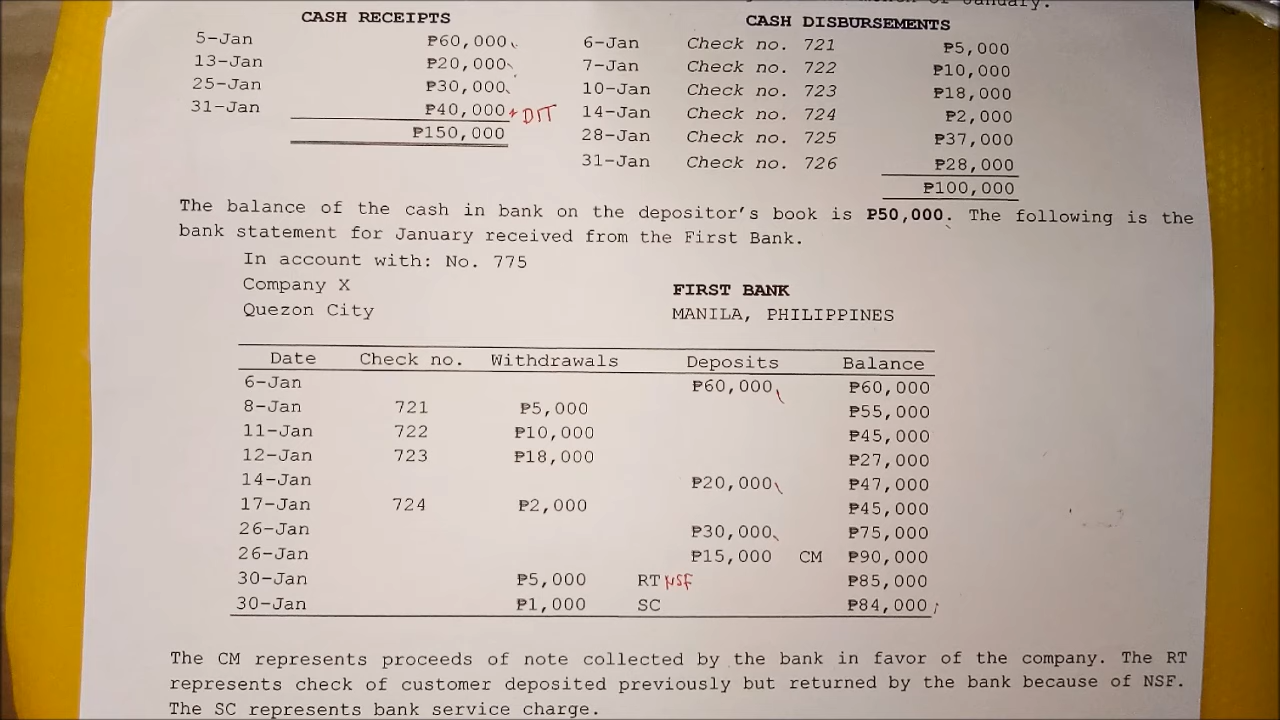 January.
CASH RECEIPTS CASH DISBURSEMENTS
5-Jan ₱60,000 6-Jan Check no. 721 ₱5,000
13-Jan ₱20,000 7-Jan Check no. 722 ₱10,000
25-Jan ₱30,000 10-Jan Check no. 723 ₱18,000
31-Jan ₱40,000 DIT 14-Jan Check no. 724 ₱2,000
₱150,000 28-Jan Check no. 725 ₱37,000
31-Jan Check no. 726 ₱28,000
₱100,000
The balance of the cash in bank on the depositor's book is ₱50,000. The following is the
bank statement for January received from the First Bank.
In account with: No. 775
Company X FIRST BANK
Quezon City MANILA, PHILIPPINES
Date Check no. Withdrawals Deposits Balance
6-Jan ₱60,000 ₱60,000
8-Jan 721 ₱5,000 ₱55,000
11-Jan 722 ₱10,000 ₱45,000
12-Jan 723 ₱18,000 ₱27,000
14-Jan ₱20,000 ₱47,000
17-Jan 724 ₱2,000 ₱45,000
26-Jan ₱30,000 ₱75,000
26-Jan ₱15,000 CM ₱90,000
30-Jan ₱5,000 RT NSF ₱85,000
30-Jan ₱1,000 SC ₱84,000
The CM represents proceeds of note collected by the bank in favor of the company. The RT
represents check of customer deposited previously but returned by the bank because of NSF.
The SC represents bank service charge.